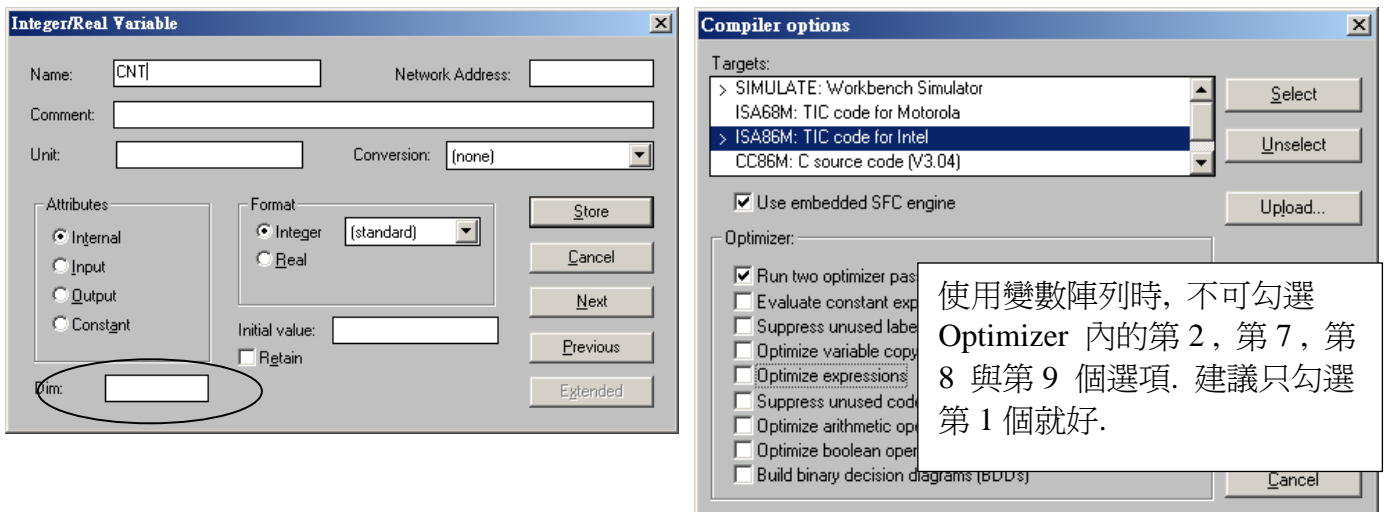 Integer/Real Variable
Name: CNT Network Address:
Comment:
Unit: Conversion: (none)
Attributes
Internal
Input
Output
Constant
Format
Integer (standard)
Real
Initial value:
Retain
Store
Cancel
Next
Previous
Extended
Dim:
Compiler options
Targets:
> SIMULATE: Workbench Simulator
ISA68M: TIC code for Motorola
> ISA86M: TIC code for Intel
CC86M: C source code (V3.04)
Select
Unselect
Upload...
Use embedded SFC engine
Optimizer:
Run two optimizer pas
Evaluate constant exp
Suppress unused labe
Optimize variable copy
Optimize expressions
Suppress unused code
Optimize arithmetic ope
Optimize boolean oper
Build binary decision diagrams (BDD's)
Cancel
使用變數陣列時, 不可勾選
Optimizer 內的第 2 , 第 7 , 第
8 與第 9 個選項. 建議只勾選
第 1 個就好.